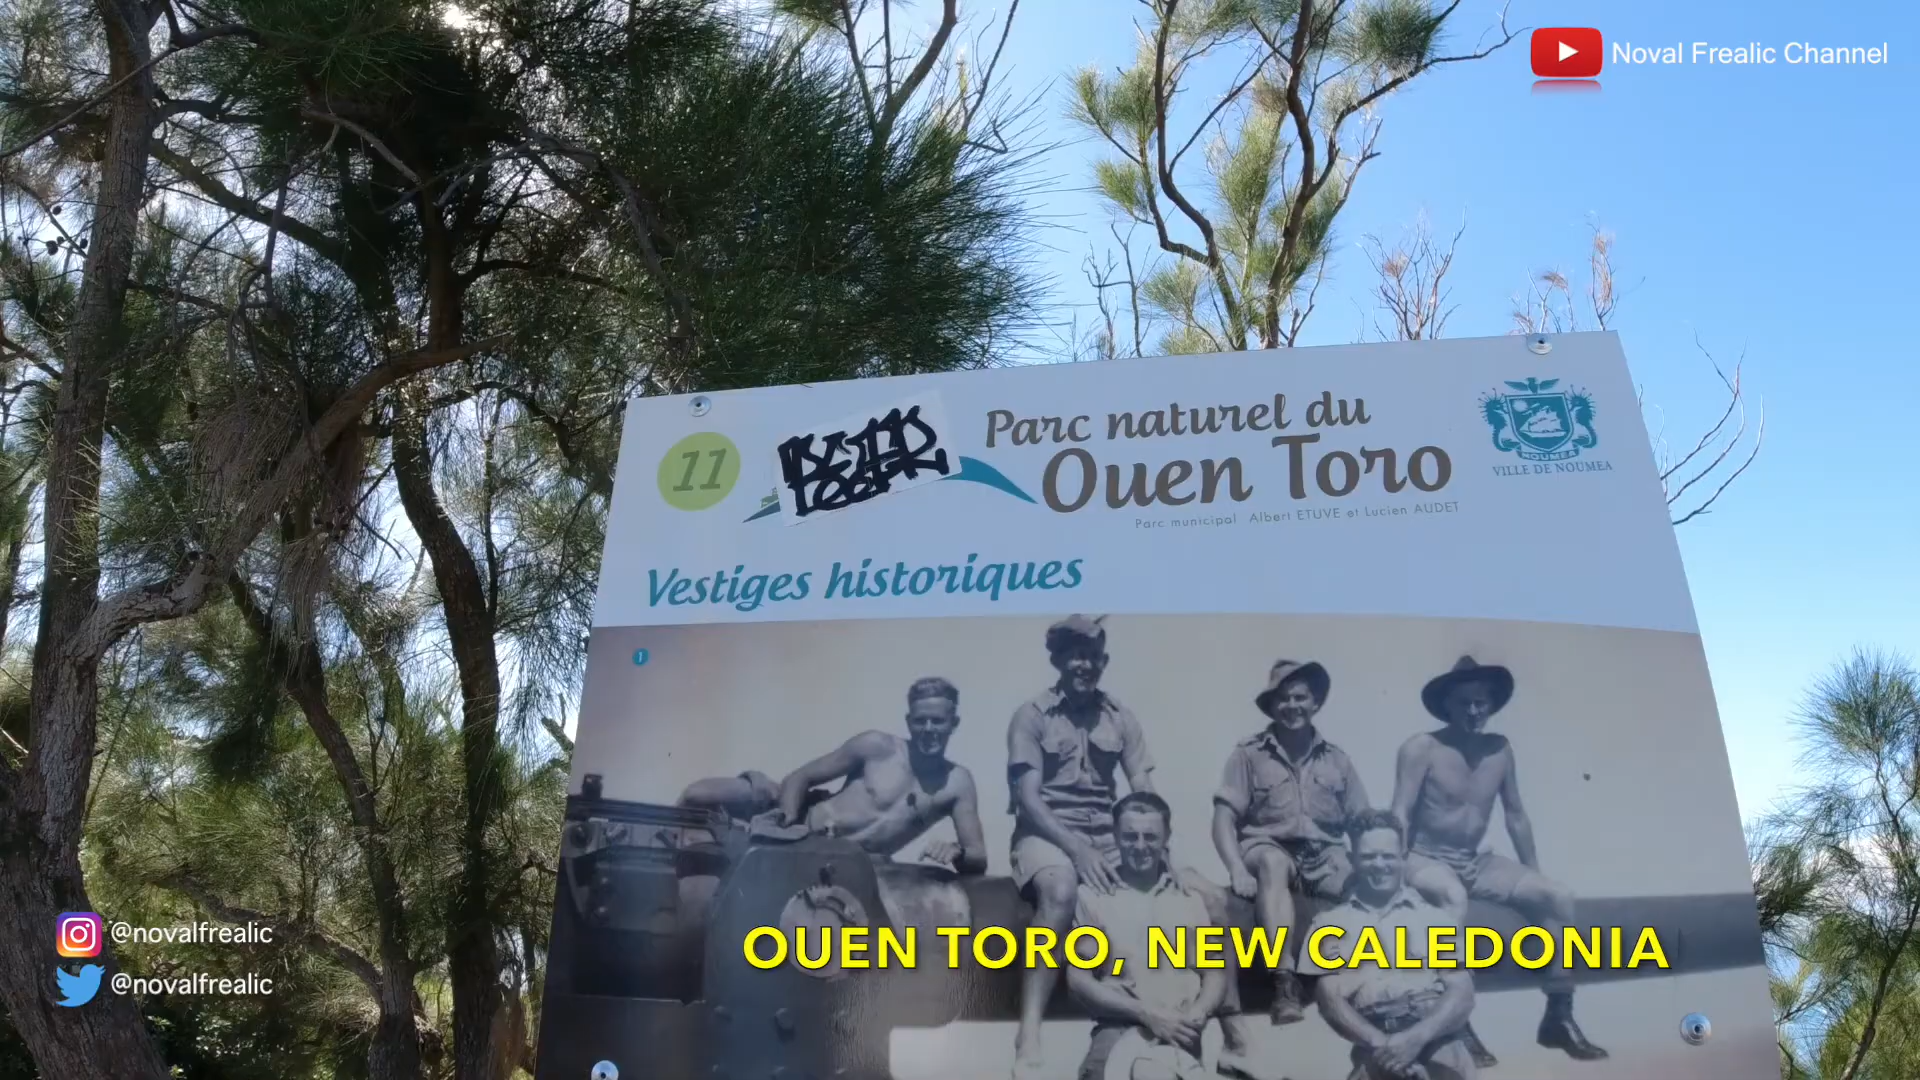 Noval Frealic Channel
11
Parc naturel du
Ouen Toro
Parc municipal Albert ETUVE et Lucien AUDET
NOUMEA
VILLE DE NOUMEA
Vestiges historiques
1
OUEN TORO, NEW CALEDONIA
@novalfrealic
@novalfrealic